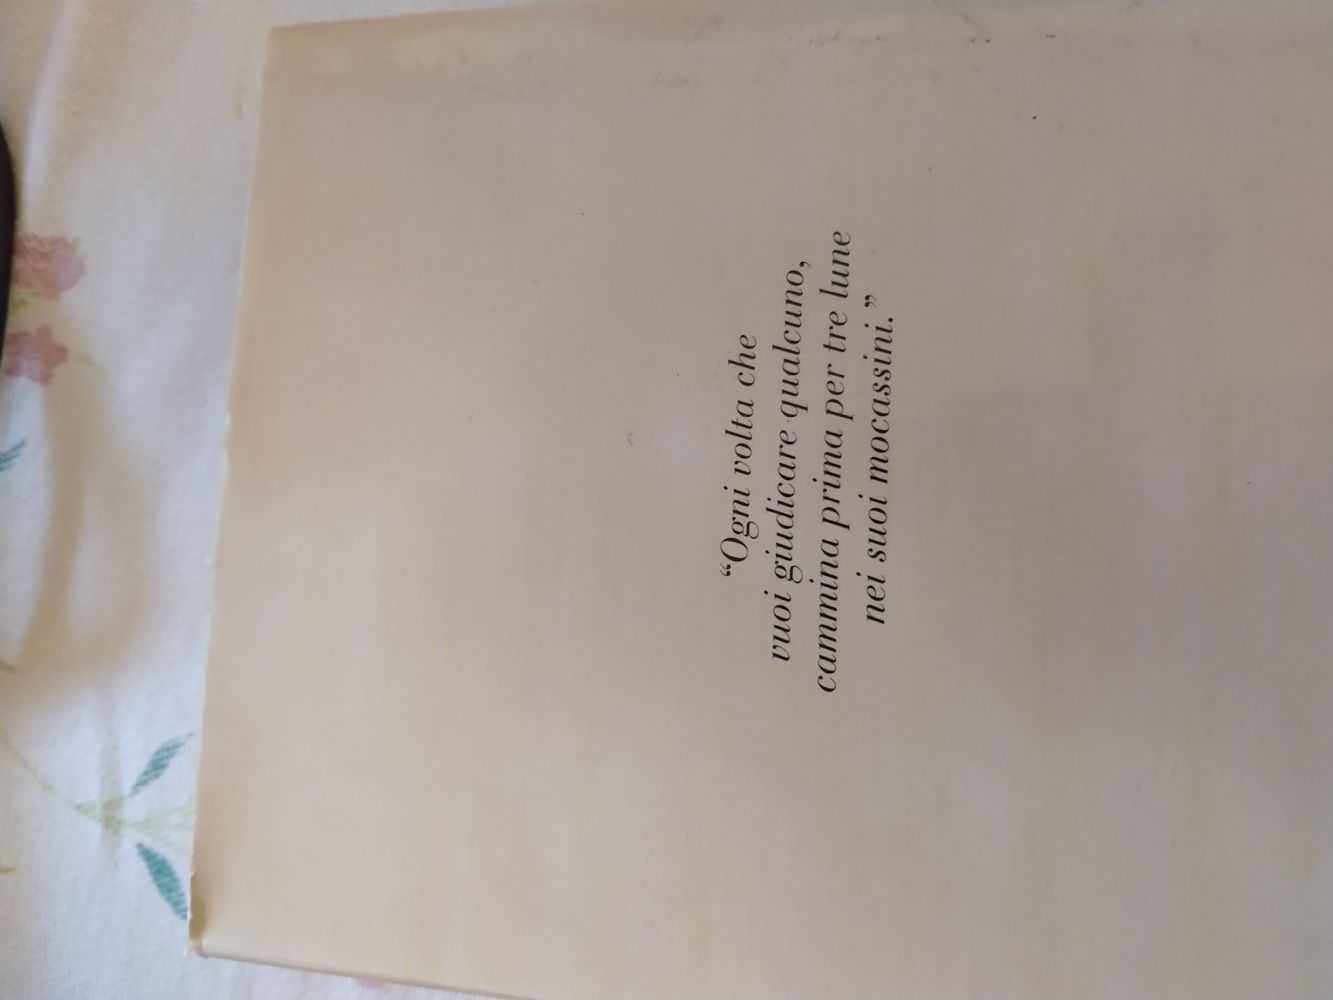 “Ogni volta che
vuoi giudicare qualcuno,
cammina prima per tre lune
nei suoi mocassini.”